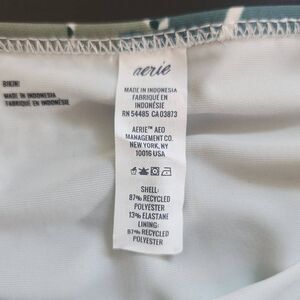 aerie
MADE IN INDONESIA
FABRIQUÉ EN
INDONÉSIE
RN 54485 CA 03873
AERIE™ AEO
MANAGEMENT CO.
NEW YORK, NY
10016 USA
SHELL:
87% RECYCLED
POLYESTER
13% ELASTANE
LINING:
87% RECYCLED
POLYESTER
BIKINI
MADE IN INDONESIA
FABRIQUÉ EN INDONÉSIE